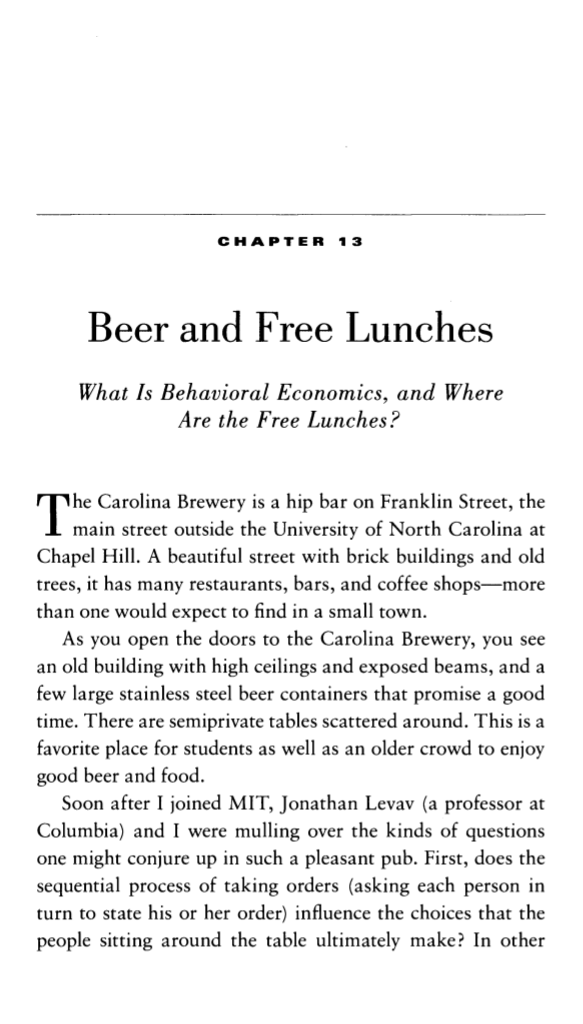 CHAPTER 13
Beer and Free Lunches
What Is Behavioral Economics, and Where
Are the Free Lunches?
The Carolina Brewery is a hip bar on Franklin Street, the
main street outside the University of North Carolina at
Chapel Hill. A beautiful street with brick buildings and old
trees, it has many restaurants, bars, and coffee shops—more
than one would expect to find in a small town.
As you open the doors to the Carolina Brewery, you see
an old building with high ceilings and exposed beams, and a
few large stainless steel beer containers that promise a good
time. There are semiprivate tables scattered around. This is a
favorite place for students as well as an older crowd to enjoy
good beer and food.
Soon after I joined MIT, Jonathan Levav (a professor at
Columbia) and I were mulling over the kinds of questions
one might conjure up in such a pleasant pub. First, does the
sequential process of taking orders (asking each person in
turn to state his or her order) influence the choices that the
people sitting around the table ultimately make? In other